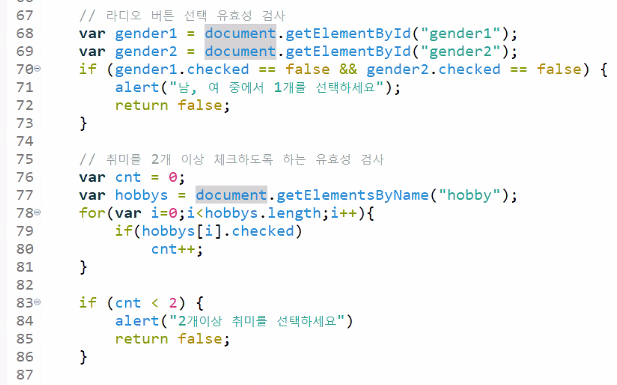 67 // 라디오 버튼 선택 유효성 검사
68 var gender1 = document.getElementById("gender1");
69 var gender2 = document.getElementById("gender2");
70 if (gender1.checked == false && gender2.checked == false) {
71 alert("남, 여 중에서 1개를 선택하세요");
72 return false;
73 }
74
75 // 취미를 2개 이상 체크하도록 하는 유효성 검사
76 var cnt = 0;
77 var hobbys = document.getElementsByName("hobby");
78 for(var i=0;i<hobbys.length;i++){
79 if(hobbys[i].checked)
80 cnt++;
81 }
82
83 if (cnt < 2) {
84 alert("2개이상 취미를 선택하세요")
85 return false;
86 }
87